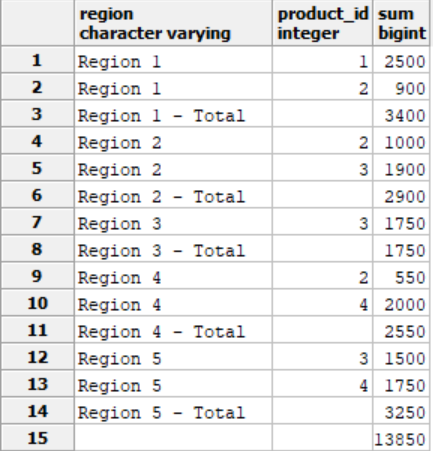 region product_id sum
character varying integer bigint
1 Region 1 1 2500
2 Region 1 2 900
3 Region 1 - Total 3400
4 Region 2 2 1000
5 Region 2 3 1900
6 Region 2 - Total 2900
7 Region 3 3 1750
8 Region 3 - Total 1750
9 Region 4 2 550
10 Region 4 4 2000
11 Region 4 - Total 2550
12 Region 5 3 1500
13 Region 5 4 1750
14 Region 5 - Total 3250
15 13850